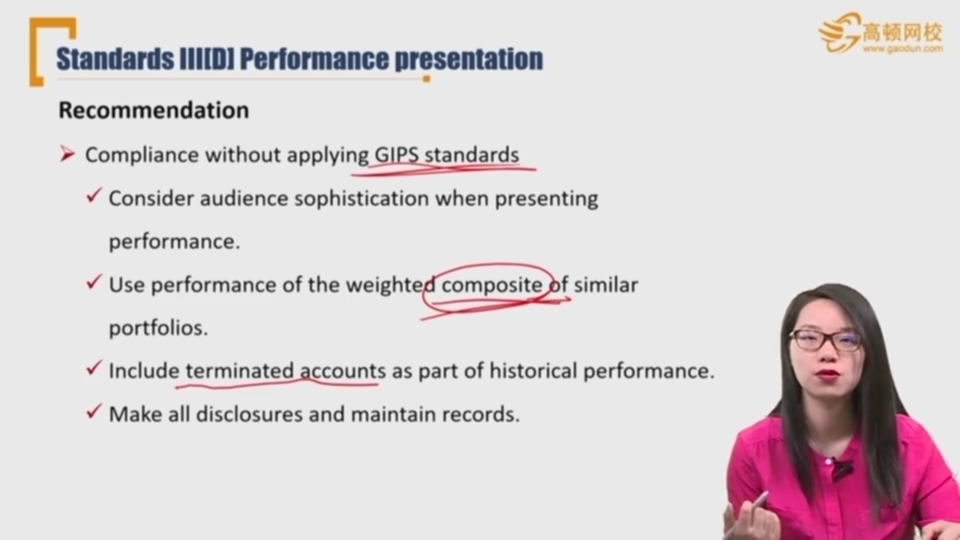 高顿网校
www.gaodun.com
Standards III[D] Performance presentation
Recommendation
Compliance without applying GIPS standards
Consider audience sophistication when presenting
performance.
Use performance of the weighted composite of similar
portfolios.
Include terminated accounts as part of historical performance.
Make all disclosures and maintain records.